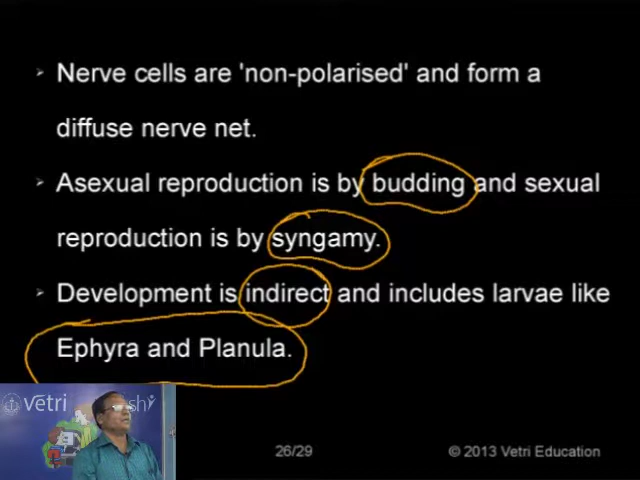 Nerve cells are 'non-polarised' and form a
diffuse nerve net.
Asexual reproduction is by budding and sexual
reproduction is by syngamy.
Development is indirect and includes larvae like
Ephyra and Planula.
vetri
26/29
© 2013 Vetri Education